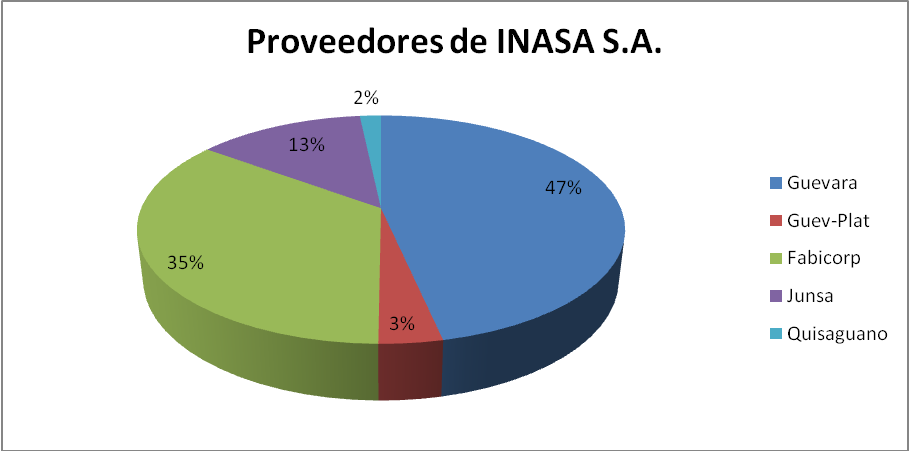 Proveedores de INASA S.A.
2%
13%
47%
35%
3%
Guevara
Guev-Plat
Fabicorp
Junsa
Quisaguano